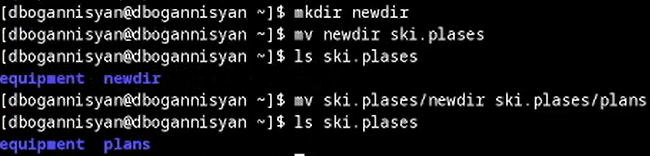 [dbogannisyan@dbogannisyan ~]$ mkdir newdir
[dbogannisyan@dbogannisyan ~]$ mv newdir ski.plases
[dbogannisyan@dbogannisyan ~]$ ls ski.plases
equipment  newdir
[dbogannisyan@dbogannisyan ~]$ mv ski.plases/newdir ski.plases/plans
[dbogannisyan@dbogannisyan ~]$ ls ski.plases
equipment  plans